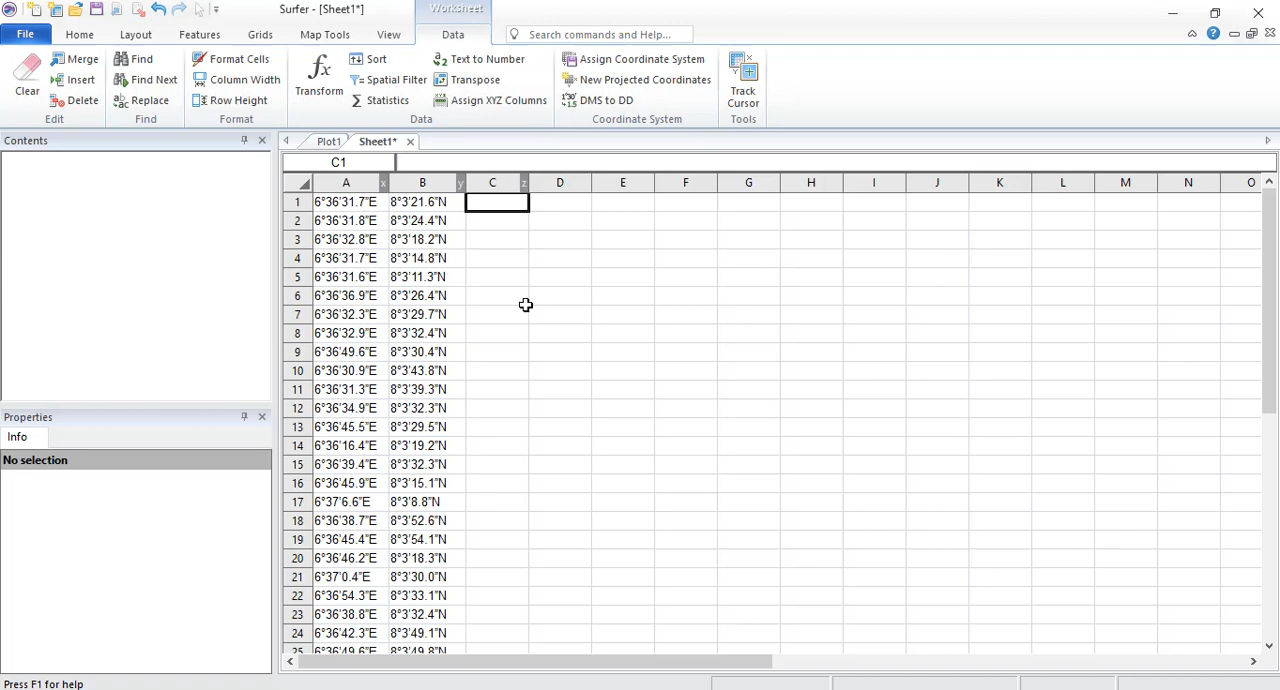 Surfer - [Sheet1*]
Worksheet
File Home Layout Features Grids Map Tools View Data Search commands and Help...
Clear Merge Insert Delete Edit
Find Find Next Replace Find
Format Cells Column Width Row Height Format
Transform Sort Spatial Filter Statistics Text to Number Transpose Assign XYZ Columns Data
Assign Coordinate System New Projected Coordinates DMS to DD Coordinate System
Track Cursor Tools
Contents
Plot1 Sheet1*
C1
A x B y C z D E F G H I J K L M N O
1 6°36'31.7"E 8°3'21.6"N
2 6°36'31.8"E 8°3'24.4"N
3 6°36'32.8"E 8°3'18.2"N
4 6°36'31.7"E 8°3'14.8"N
5 6°36'31.6"E 8°3'11.3"N
6 6°36'36.9"E 8°3'26.4"N
7 6°36'32.3"E 8°3'29.7"N
8 6°36'32.9"E 8°3'32.4"N
9 6°36'49.6"E 8°3'30.4"N
10 6°36'30.9"E 8°3'43.8"N
11 6°36'31.3"E 8°3'39.3"N
12 6°36'34.9"E 8°3'32.3"N
13 6°36'45.5"E 8°3'29.5"N
14 6°36'16.4"E 8°3'19.2"N
15 6°36'39.4"E 8°3'32.3"N
16 6°36'45.9"E 8°3'15.1"N
17 6°37'6.6"E 8°3'8.8"N
18 6°36'38.7"E 8°3'52.6"N
19 6°36'45.4"E 8°3'54.1"N
20 6°36'46.2"E 8°3'18.3"N
21 6°37'0.4"E 8°3'30.0"N
22 6°36'54.3"E 8°3'33.1"N
23 6°36'38.8"E 8°3'32.4"N
24 6°36'42.3"E 8°3'49.1"N
25 6°36'49.6"E 8°3'49.8"N
Properties
Info
No selection
Press F1 for help